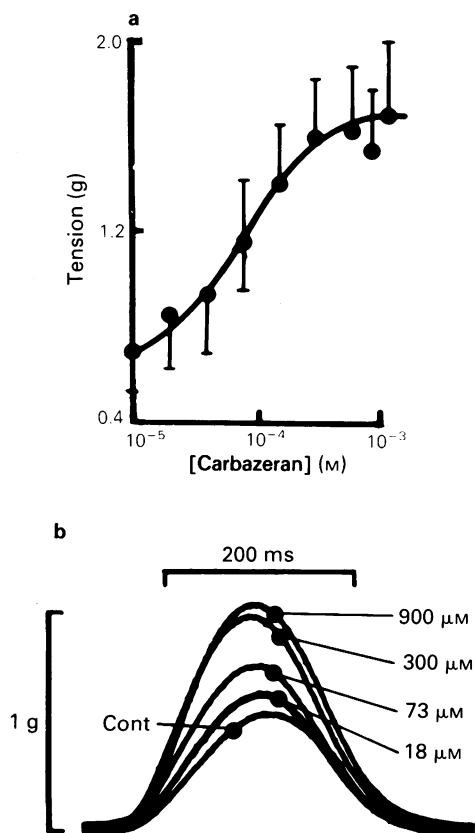 a
2.0
1.2
0.4
Tension (g)
10⁻⁵
10⁻⁴
10⁻³
[Carbazeran] (M)
b
200 ms
900 μM
300 μM
73 μM
18 μM
Cont
1 g